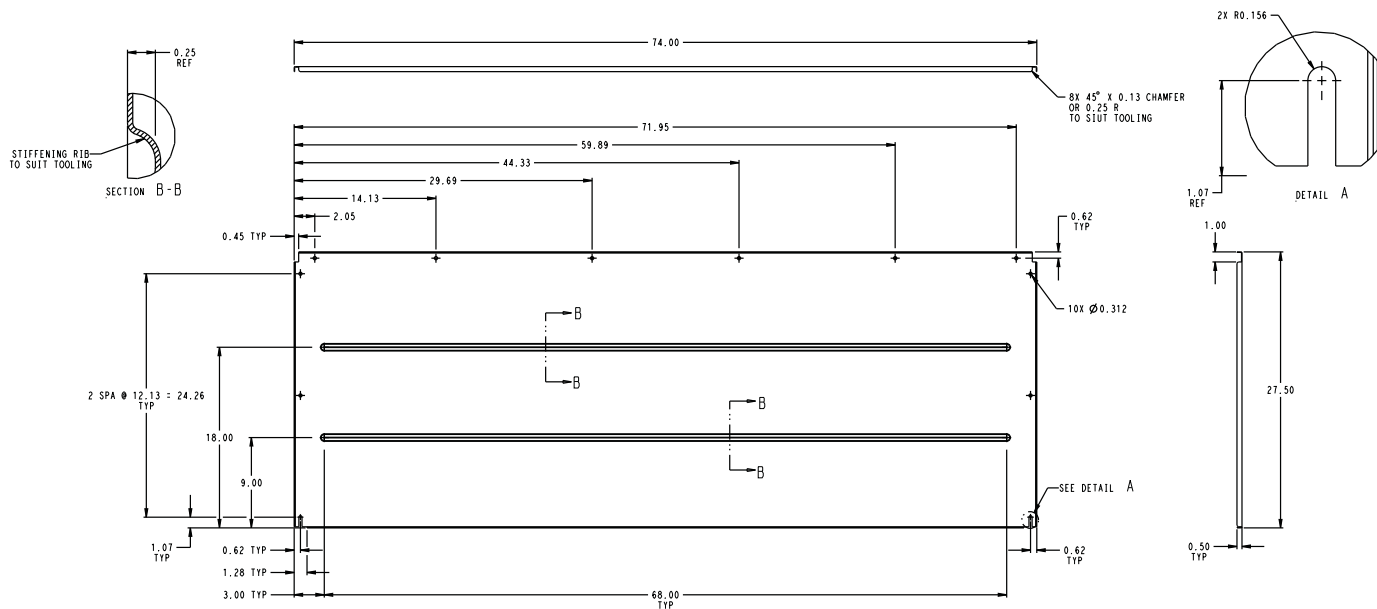 74.00
0.25
REF
2X R0.156
8X 45° X 0.13 CHAMFER
OR 0.25 R
TO SIUT TOOLING
71.95
59.89
44.33
29.69
14.13
2.05
0.45 TYP
STIFFENING RIB
TO SUIT TOOLING
SECTION B-B
1.07
REF
DETAIL A
0.62
TYP
1.00
10X Ø0.312
B
B
B
B
2 SPA @ 12.13 = 24.26
TYP
18.00
9.00
27.50
SEE DETAIL A
1.07
TYP
0.62 TYP
1.28 TYP
3.00 TYP
68.00
TYP
0.62
TYP
0.50
TYP